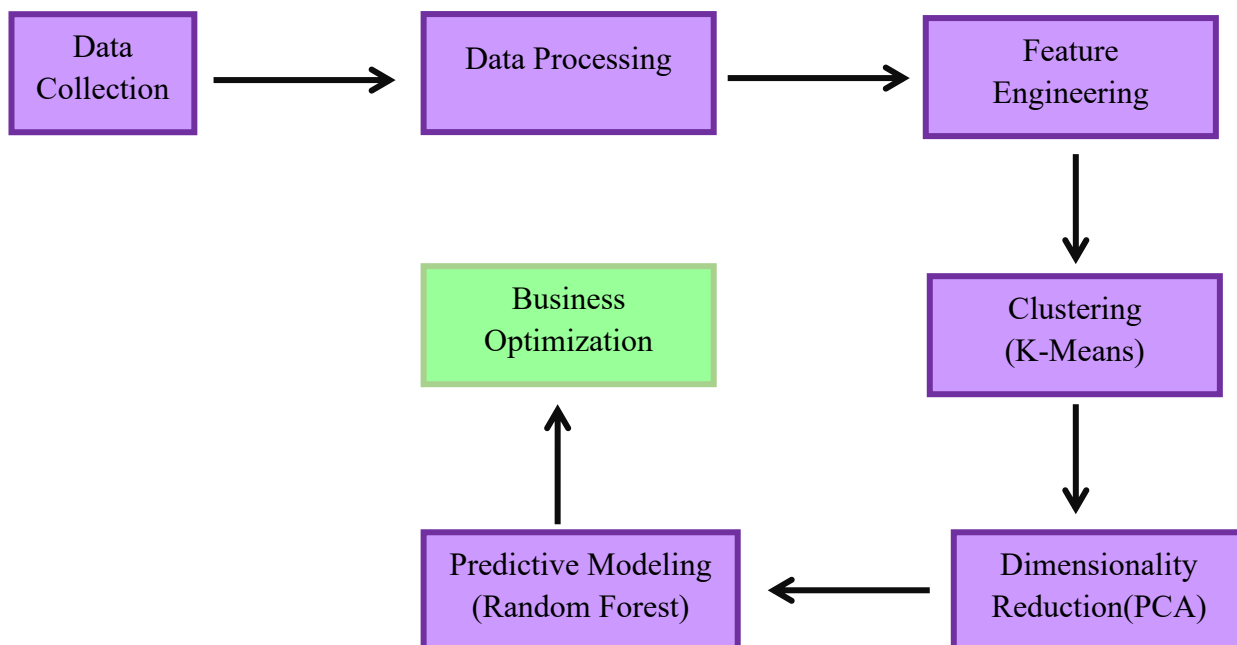 Data
Collection
Data Processing
Feature
Engineering
Clustering
(K-Means)
Dimensionality
Reduction(PCA)
Predictive Modeling
(Random Forest)
Business
Optimization